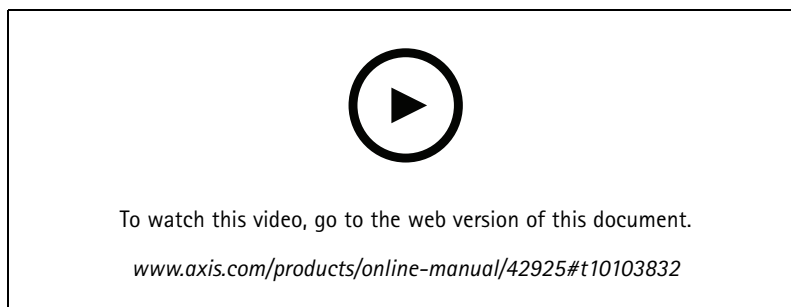 To watch this video, go to the web version of this document.
www.axis.com/products/online-manual/42925#t10103832